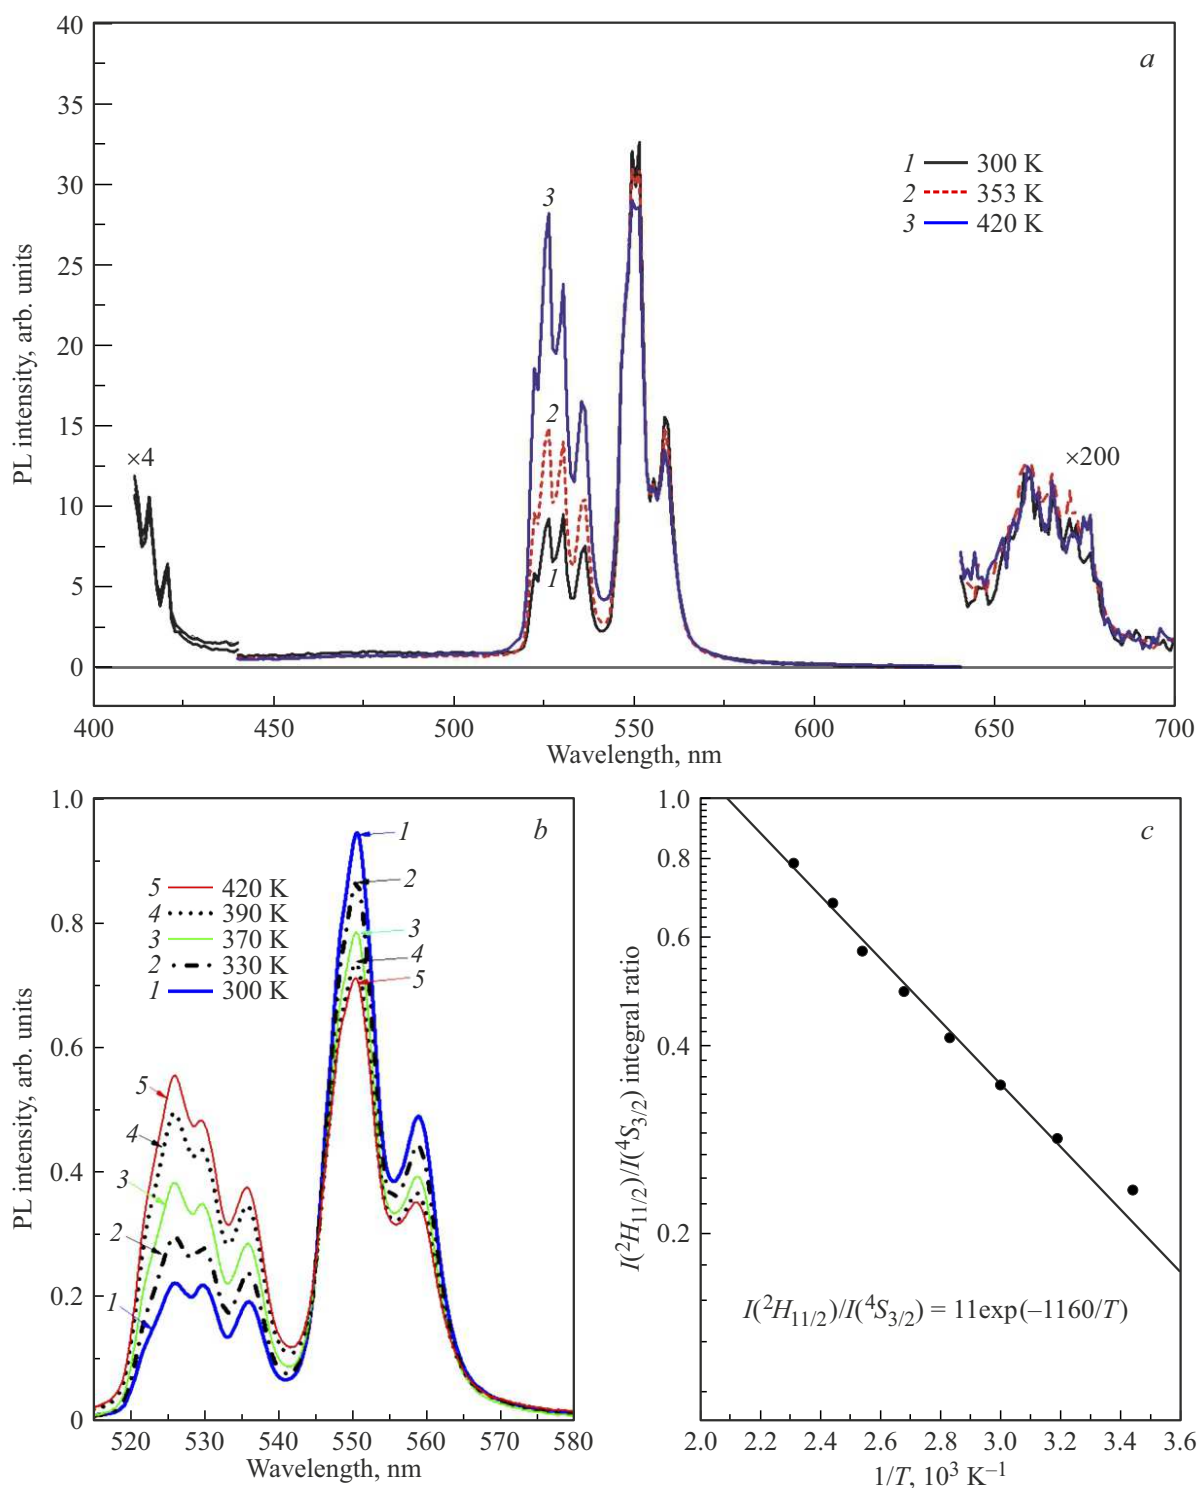 40
a
35
1 300 K
30
2 353 K
3
3 420 K
25
PL intensity, arb. units
20
15
2
×4
×200
10
1
5
0
400 450 500 550 600 650 700
Wavelength, nm
1.0
b
1
2
5 420 K
4 390 K
0.8
3 370 K
3
2 330 K
4
1 300 K
5
PL intensity, arb. units
0.6
5
4
0.4
3
2
0.2
1
0
520 530 540 550 560 570 580
Wavelength, nm
1.0
c
0.8
0.6
I(²H₁₁/₂)/I(⁴S₃/₂) integral ratio
0.4
0.2
I(²H₁₁/₂)/I(⁴S₃/₂) = 11exp(–1160/T)
2.0 2.2 2.4 2.6 2.8 3.0 3.2 3.4 3.6
1/T, 10³ K⁻¹